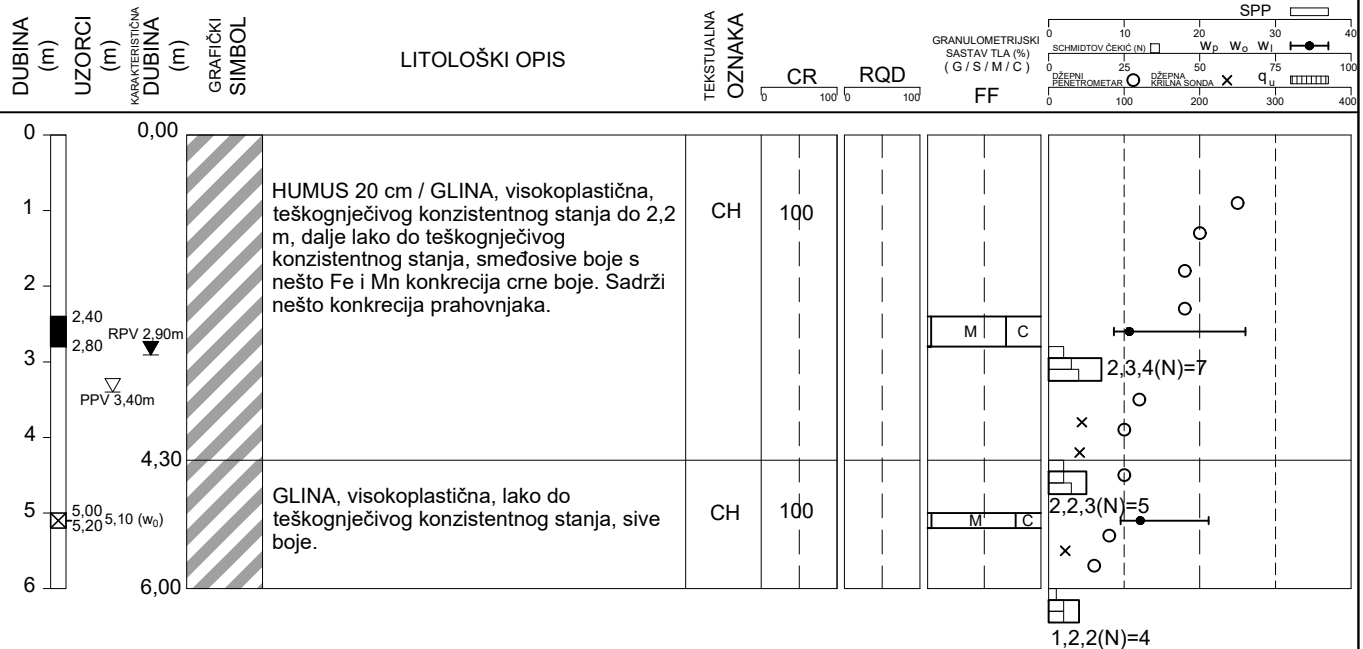 DUBINA
(m)
UZORCI
(m)
KARAKTERISTIČNA
DUBINA
(m)
GRAFIČKI
SIMBOL
LITOLOŠKI OPIS
TEKSTUALNA
OZNAKA
CR
0 100
RQD
0 100
GRANULOMETRIJSKI
SASTAV TLA (%)
( G / S / M / C )
FF
SPP
0 10 20 30 40
SCHMIDTOV ČEKIĆ (N)
wp wo wl
0 25 50 75 100
DŽEPNI
PENETROMETAR
DŽEPNA
KRILNA SONDA
qu
0 100 200 300 400
0
0,00
HUMUS 20 cm / GLINA, visokoplastična,
teškognječivog konzistentnog stanja do 2,2
m, dalje lako do teškognječivog
konzistentnog stanja, smeđosive boje s
nešto Fe i Mn konkrecija crne boje. Sadrži
nešto konkrecija prahovnjaka.
CH
100
1
2
2,40
2,80
RPV 2,90m
M C
3
PPV 3,40m
2,3,4(N)=7
4
4,30
GLINA, visokoplastična, lako do
teškognječivog konzistentnog stanja, sive
boje.
CH
100
5
5,00
5,20
5,10 (w0)
M C
2,2,3(N)=5
6
6,00
1,2,2(N)=4